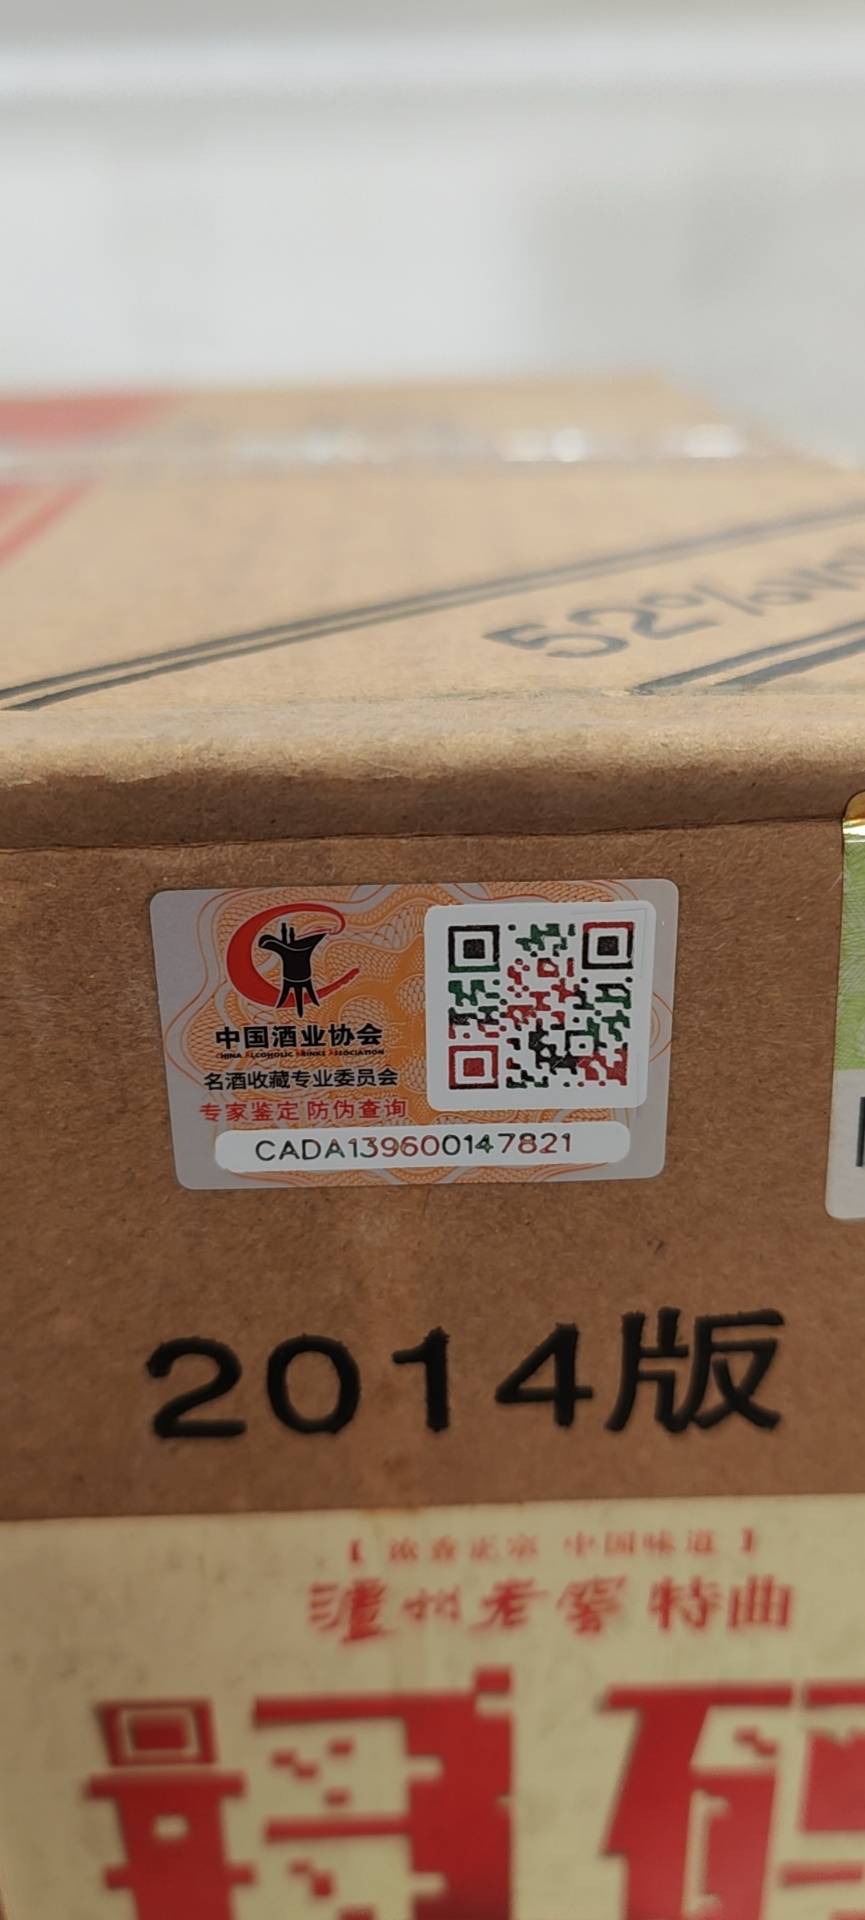 52%vo
中国酒业协会
CHINA ALCOHOLIC DRINKS ASSOCIATION
名酒收藏专业委员会
专家鉴定 防伪查询
CADA139600147821
2014版
【 浓香正宗 中国味道 】
泸州老窖 特曲